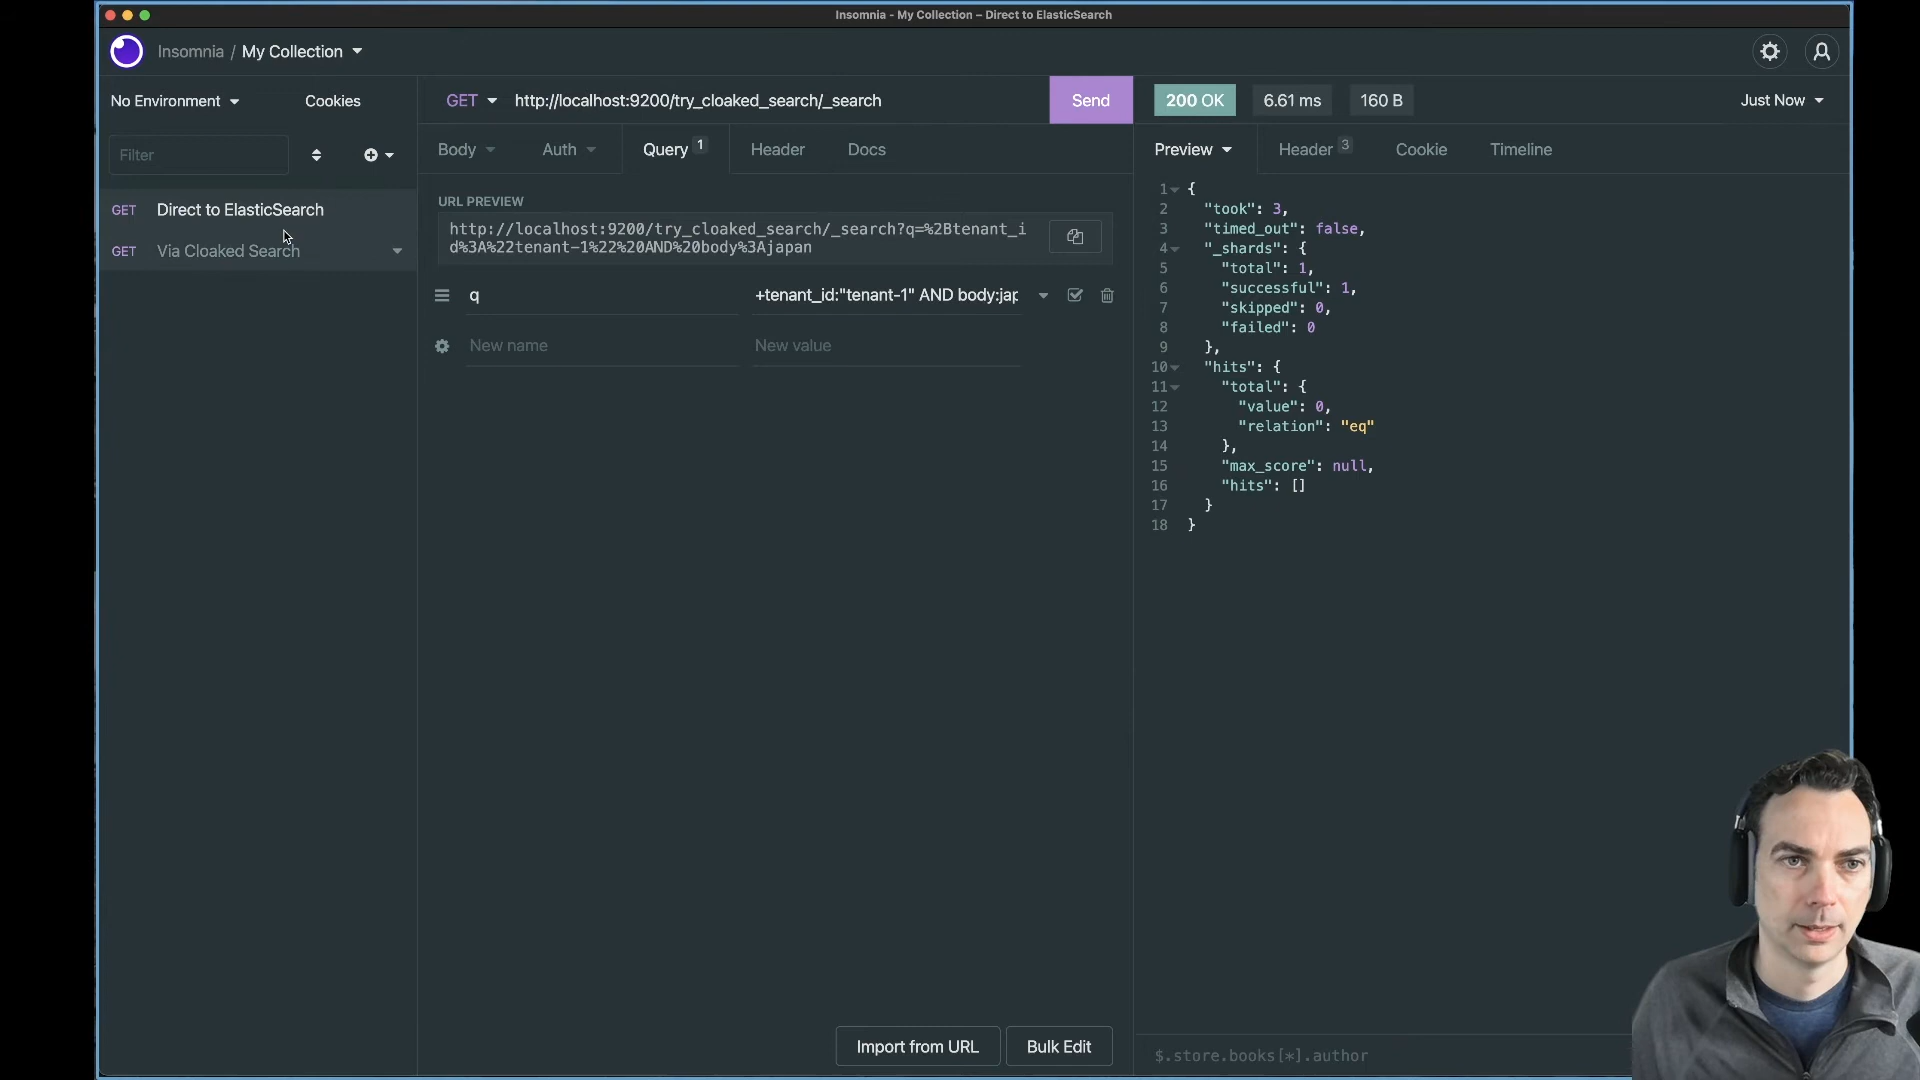 Insomnia - My Collection – Direct to ElasticSearch
Insomnia / My Collection
No Environment
Cookies
GET
http://localhost:9200/try_cloaked_search/_search
Send
200 OK
6.61 ms
160 B
Just Now
Filter
Body
Auth
Query 1
Header
Docs
Preview
Header 3
Cookie
Timeline
GET Direct to ElasticSearch
GET Via Cloaked Search
URL PREVIEW
http://localhost:9200/try_cloaked_search/_search?q=%2Btenant_i
d%3A%22tenant-1%22%20AND%20body%3Ajapan
q
+tenant_id:"tenant-1" AND body:jap
New name
New value
1 {
2 "took": 3,
3 "timed_out": false,
4 "_shards": {
5 "total": 1,
6 "successful": 1,
7 "skipped": 0,
8 "failed": 0
9 },
10 "hits": {
11 "total": {
12 "value": 0,
13 "relation": "eq"
14 },
15 "max_score": null,
16 "hits": []
17 }
18 }
Import from URL
Bulk Edit
$.store.books[*].author